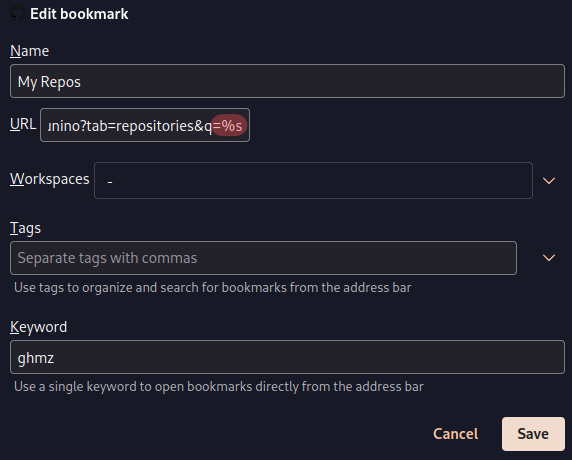 Edit bookmark
Name
My Repos
URL
nino?tab=repositories&q=%s
Workspaces
-
Tags
Separate tags with commas
Use tags to organize and search for bookmarks from the address bar
Keyword
ghmz
Use a single keyword to open bookmarks directly from the address bar
Cancel Save